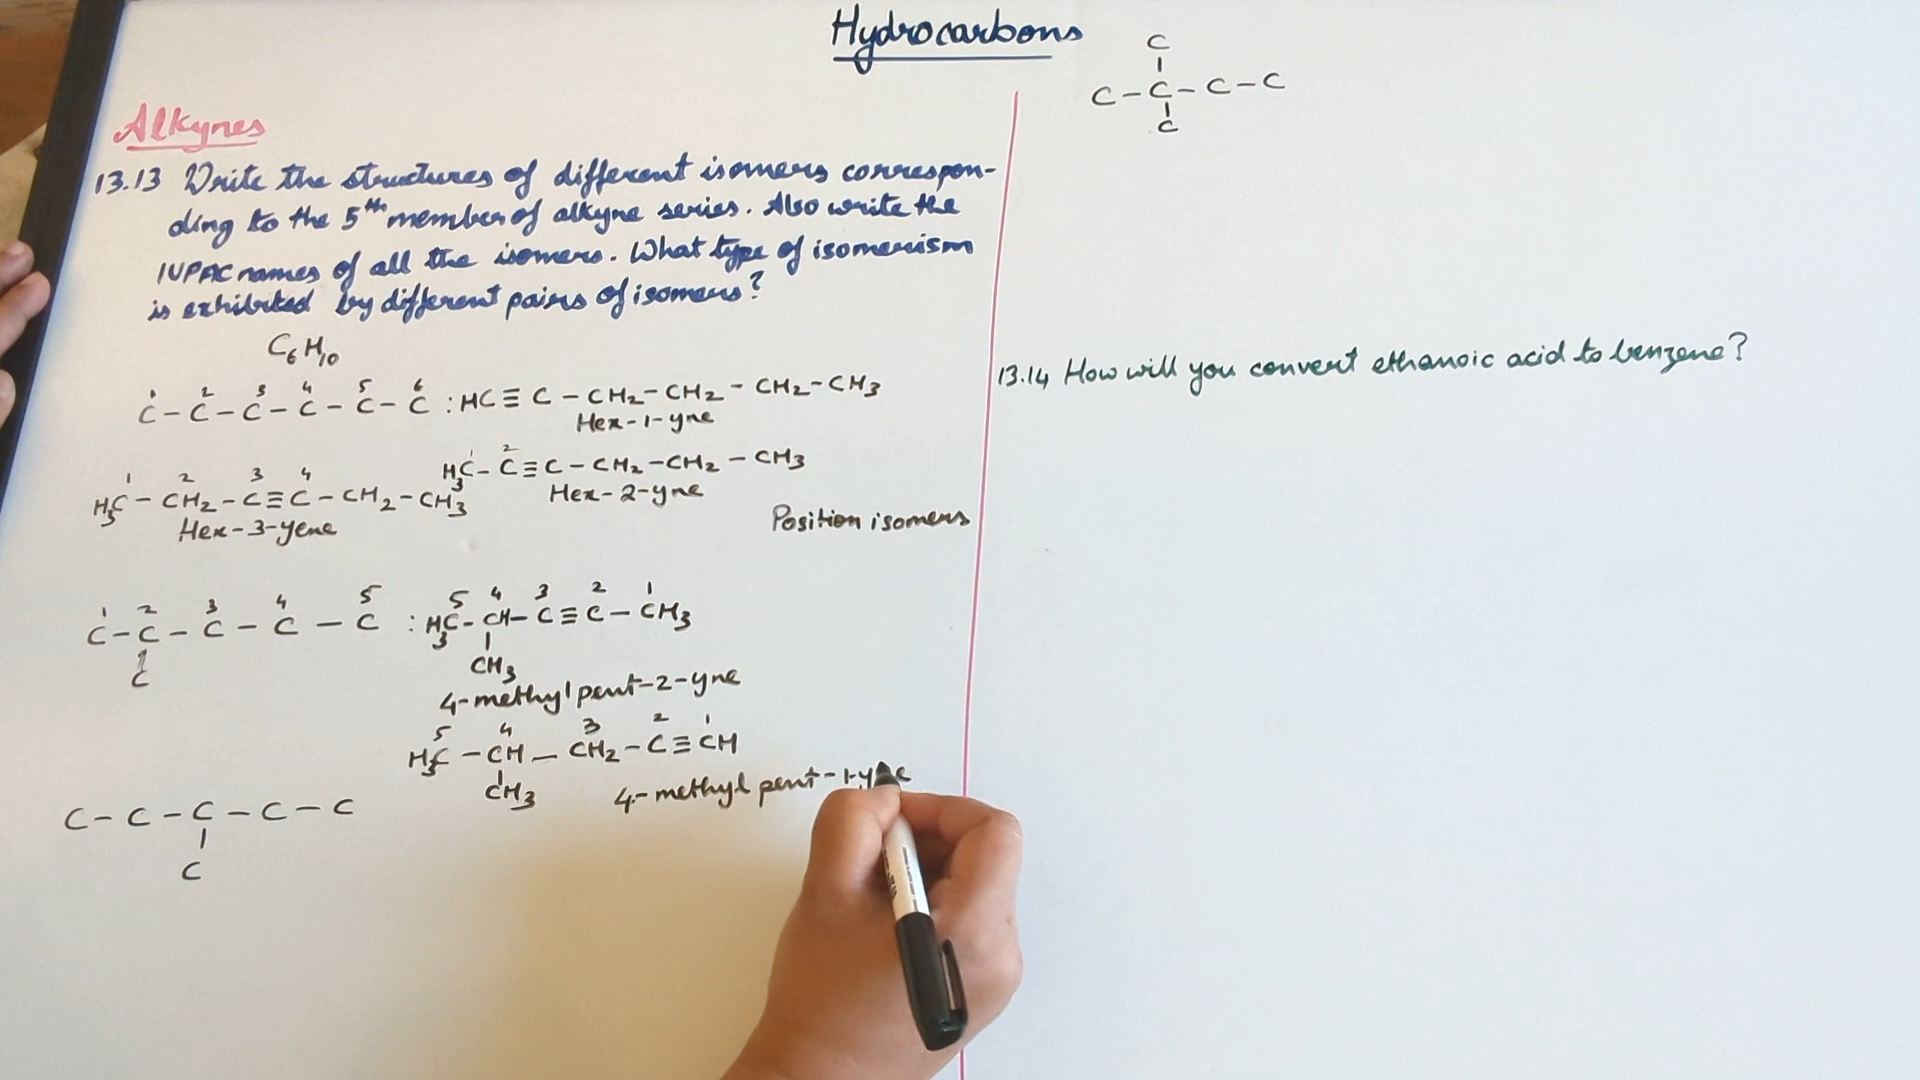 Hydrocarbons
Alkynes
13.13 Write the structures of different isomers correspon-
ding to the 5th member of alkyne series. Also write the
IUPAC names of all the isomers. What type of isomerism
is exhibited by different pairs of isomers?
C6H10
1 2 3 4 5 6
C - C - C - C - C - C : HC ≡ C - CH2 - CH2 - CH2 - CH3
Hex-1-yne
1 2
H3C - C ≡ C - CH2 - CH2 - CH3
Hex-2-yne
1 2 3 4
H3C - CH2 - C ≡ C - CH2 - CH3
Hex-3-yene
Position isomers
1 2 3 4 5
C - C - C - C - C :
C
5 4 3 2 1
H3C - CH - C ≡ C - CH3
CH3
4-methyl pent-2-yne
5 4 3 2 1
H3C - CH - CH2 - C ≡ CH
CH3
4-methyl pent-1-yne
C - C - C - C - C
C
C
C - C - C - C
C
13.14 How will you convert ethanoic acid to benzene?